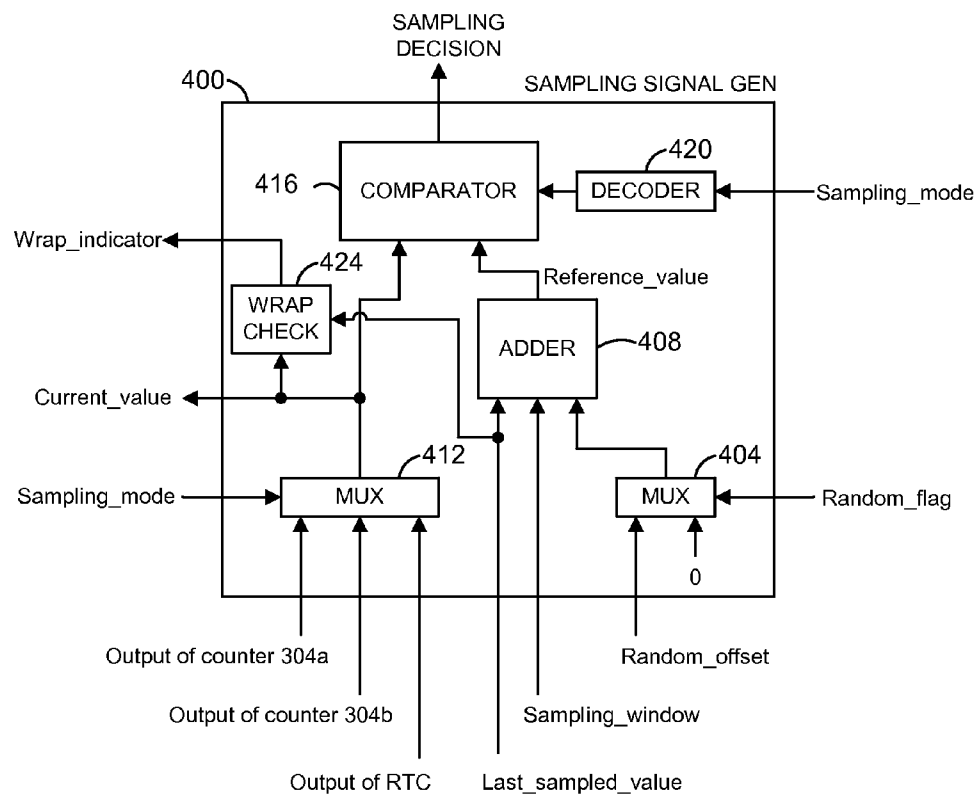 SAMPLING
DECISION
400
SAMPLING SIGNAL GEN
416
COMPARATOR
420
DECODER
Sampling_mode
Wrap_indicator
424
WRAP
CHECK
Reference_value
ADDER
408
Current_value
412
404
Sampling_mode
MUX
MUX
Random_flag
0
Output of counter 304a
Random_offset
Output of counter 304b
Sampling_window
Output of RTC
Last_sampled_value